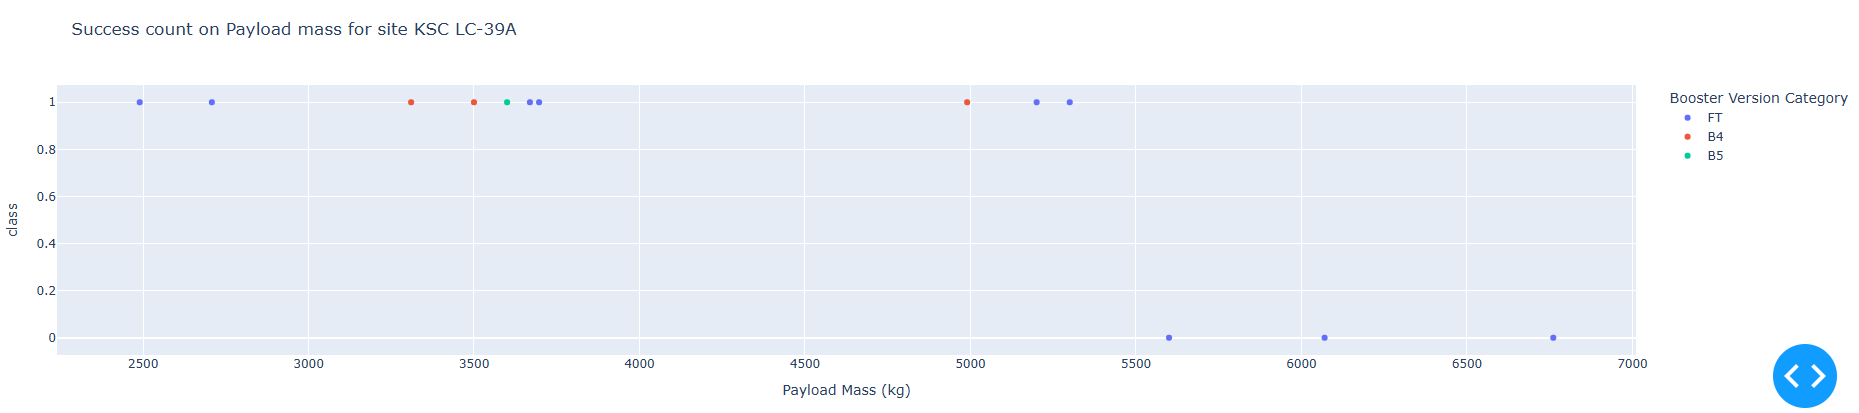 Success count on Payload mass for site KSC LC-39A
Booster Version Category
FT
B4
B5
class
1
0.8
0.6
0.4
0.2
0
2500 3000 3500 4000 4500 5000 5500 6000 6500 7000
Payload Mass (kg)